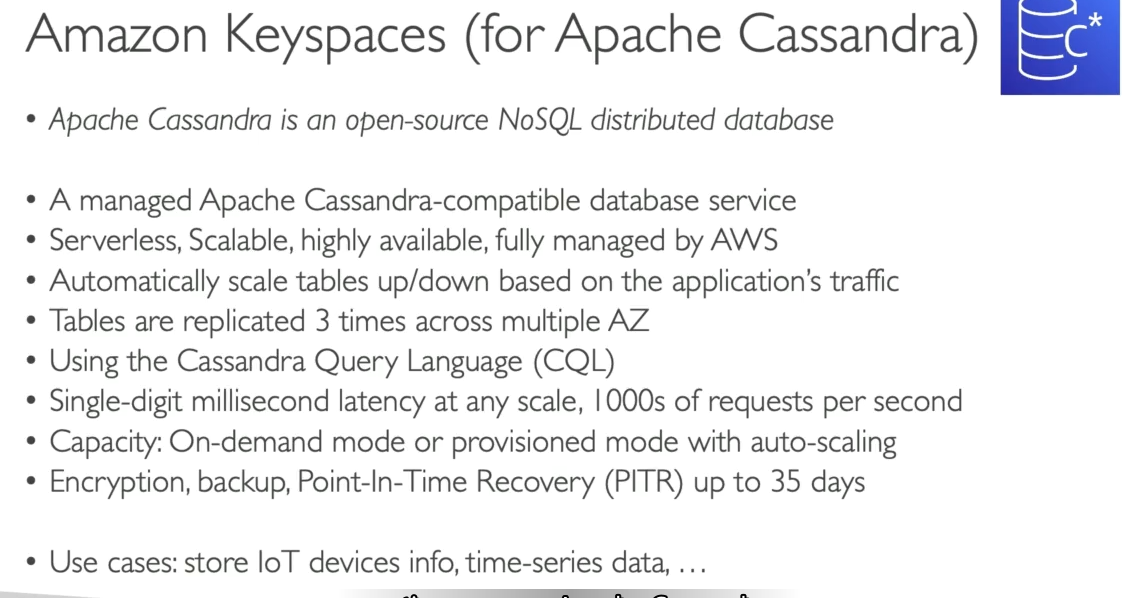 Amazon Keyspaces (for Apache Cassandra)
C*
• Apache Cassandra is an open-source NoSQL distributed database
• A managed Apache Cassandra-compatible database service
• Serverless, Scalable, highly available, fully managed by AWS
• Automatically scale tables up/down based on the application's traffic
• Tables are replicated 3 times across multiple AZ
• Using the Cassandra Query Language (CQL)
• Single-digit millisecond latency at any scale, 1000s of requests per second
• Capacity: On-demand mode or provisioned mode with auto-scaling
• Encryption, backup, Point-In-Time Recovery (PITR) up to 35 days
• Use cases: store IoT devices info, time-series data, …